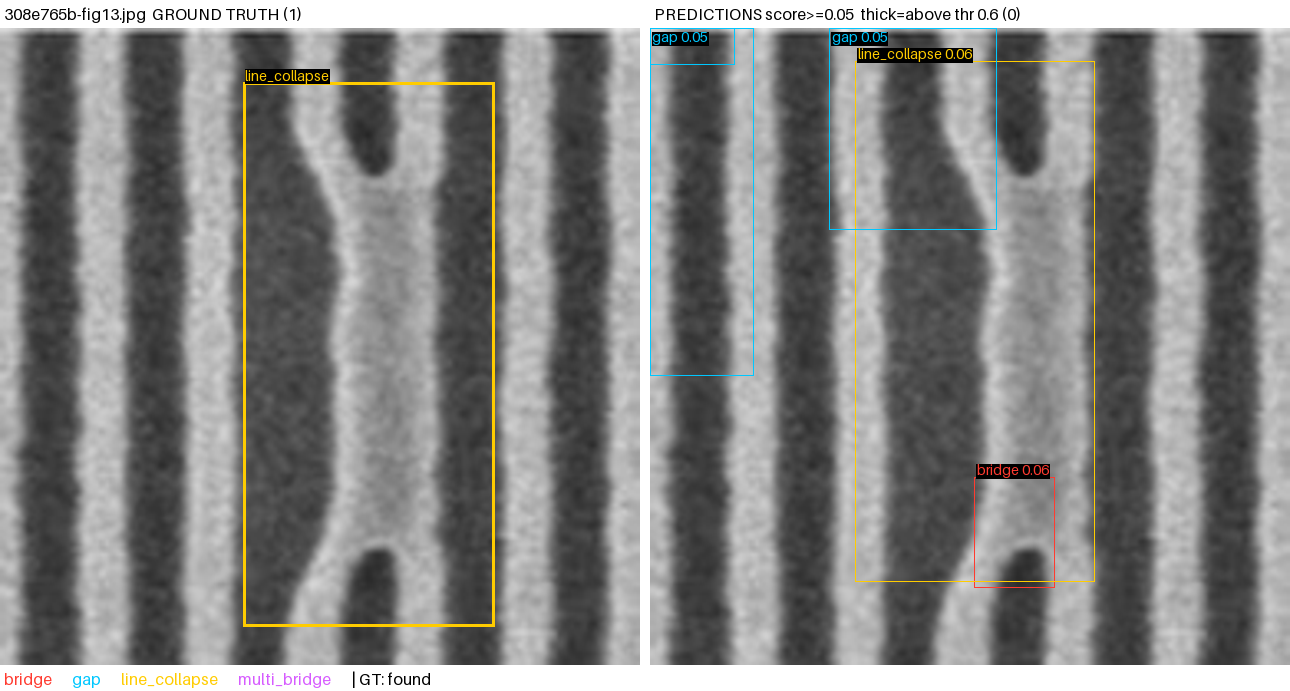 308e765b-fig13.jpg  GROUND TRUTH (1)
PREDICTIONS score>=0.05  thick=above thr 0.6 (0)
line_collapse
gap 0.05
gap 0.05
line_collapse 0.06
bridge 0.06
bridge gap line_collapse multi_bridge | GT: found